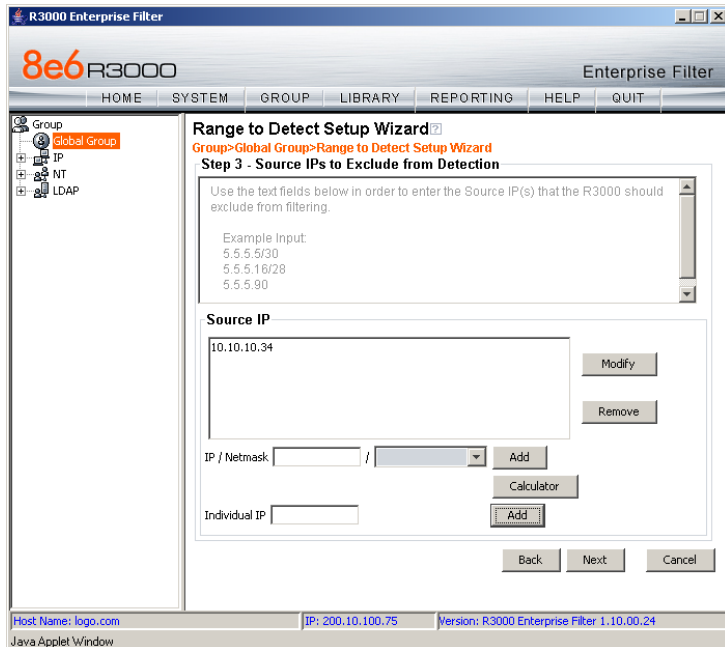 R3000 Enterprise Filter
8e6 R3000
Enterprise Filter
HOME SYSTEM GROUP LIBRARY REPORTING HELP QUIT
Group
Global Group
IP
NT
LDAP
Range to Detect Setup Wizard ?
Group>Global Group>Range to Detect Setup Wizard
Step 3 - Source IPs to Exclude from Detection
Use the text fields below in order to enter the Source IP(s) that the R3000 should
exclude from filtering.
Example Input:
5.5.5.5/30
5.5.5.16/28
5.5.5.90
Source IP
10.10.10.34
Modify
Remove
IP / Netmask / Add
Calculator
Individual IP Add
Back Next Cancel
Host Name: logo.com IP: 200.10.100.75 Version: R3000 Enterprise Filter 1.10.00.24
Java Applet Window